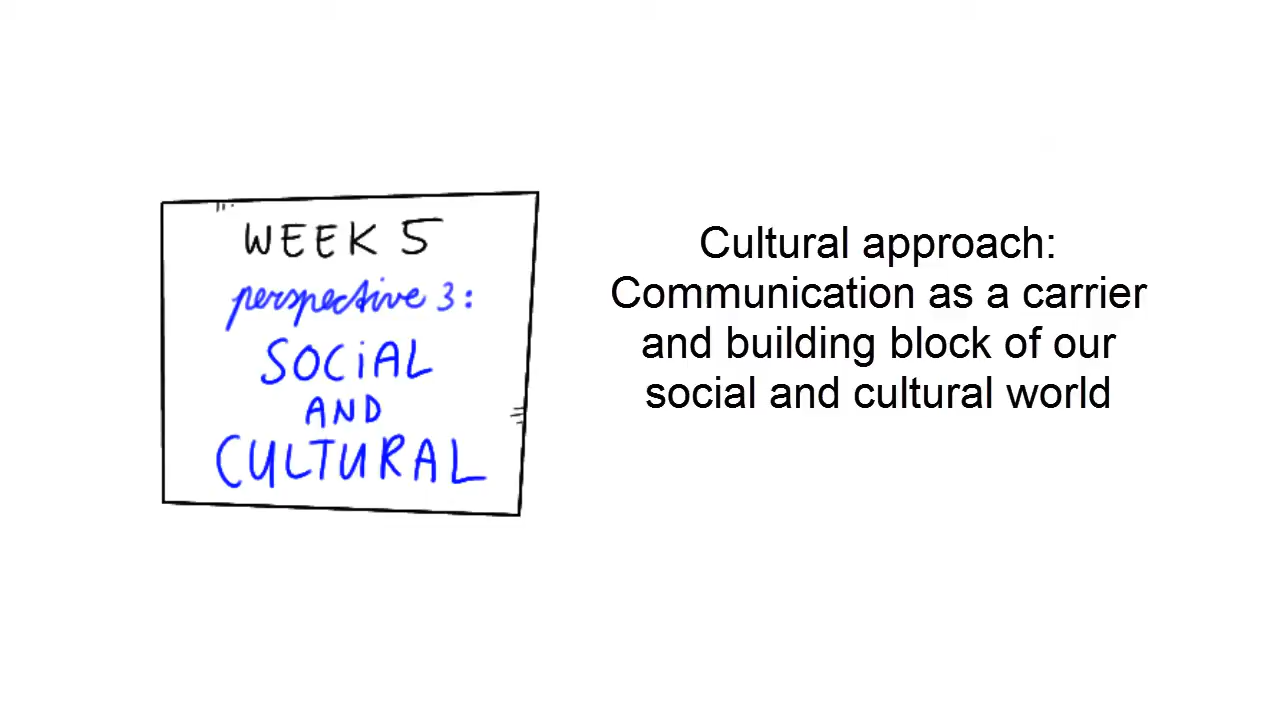 WEEK 5
perspective 3:
SOCIAL
AND
CULTURAL
Cultural approach:
Communication as a carrier
and building block of our
social and cultural world